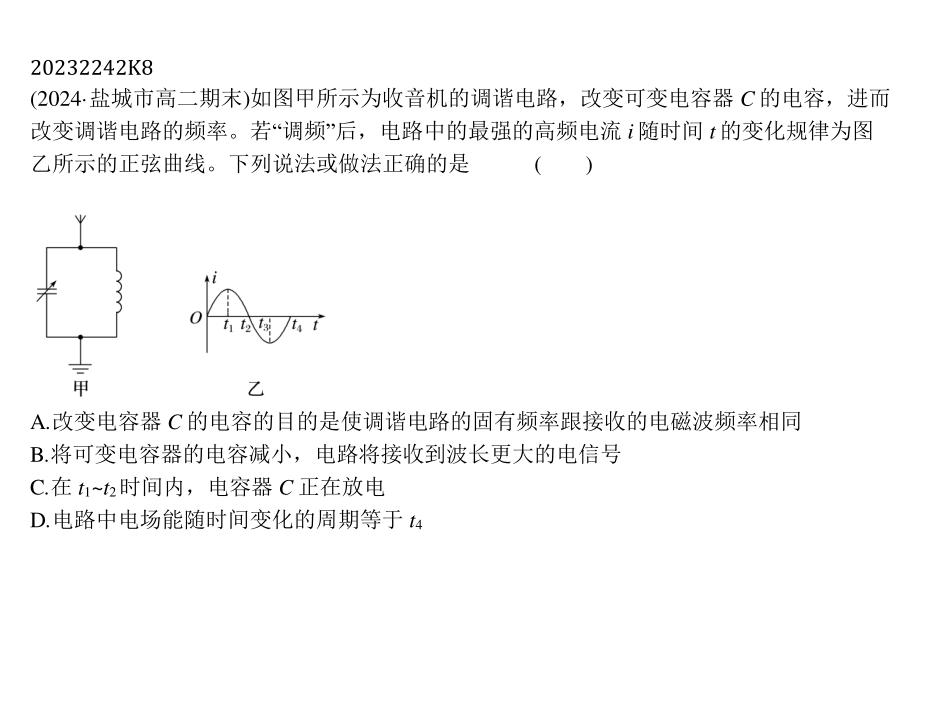 20232242K8
(2024·盐城市高二期末)如图甲所示为收音机的调谐电路，改变可变电容器 C 的电容，进而
改变调谐电路的频率。若“调频”后，电路中的最强的高频电流 i 随时间 t 的变化规律为图
乙所示的正弦曲线。下列说法或做法正确的是 ( )
i
O t₁ t₂ t₃ t₄ t
甲 乙
A.改变电容器 C 的电容的目的是使调谐电路的固有频率跟接收的电磁波频率相同
B.将可变电容器的电容减小，电路将接收到波长更大的电信号
C.在 t₁~t₂时间内，电容器 C 正在放电
D.电路中电场能随时间变化的周期等于 t₄